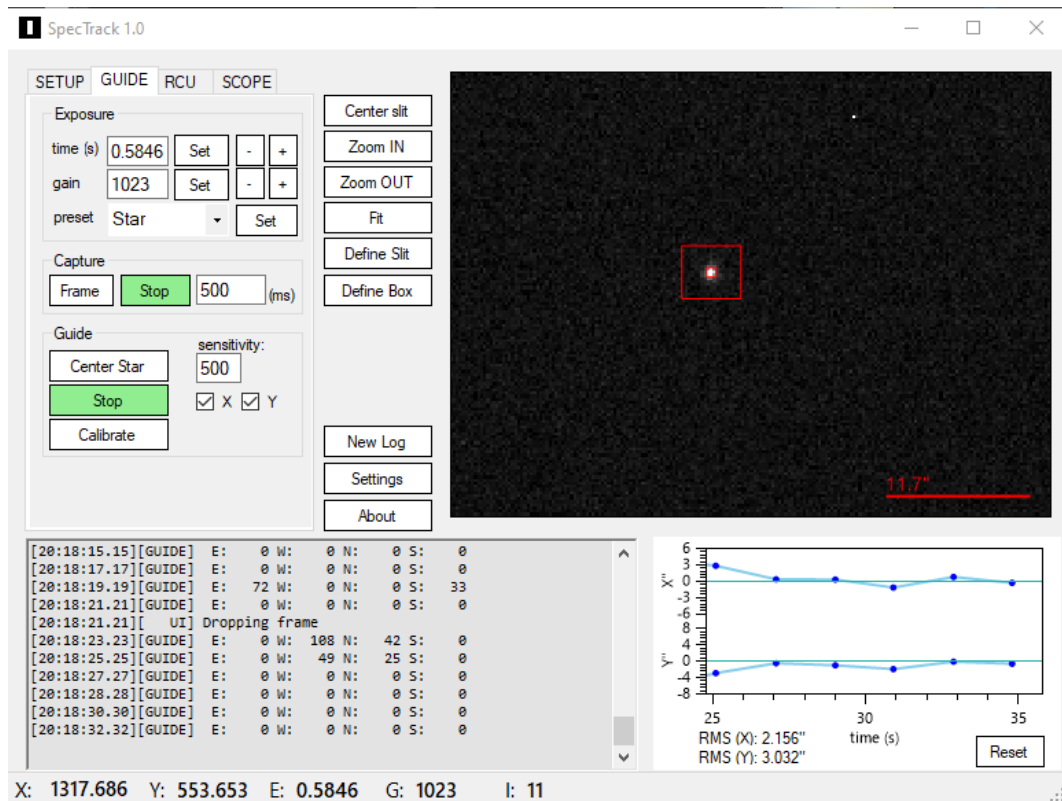 SpecTrack 1.0
SETUP GUIDE RCU SCOPE
Exposure
time (s) 0.5846 Set - +
gain 1023 Set - +
preset Star Set
Capture
Frame Stop 500 (ms)
Guide
sensitivity:
Center Star 500
Stop X Y
Calibrate
Center slit
Zoom IN
Zoom OUT
Fit
Define Slit
Define Box
New Log
Settings
About
11.7"
[20:18:15.15][GUIDE] E: 0 W: 0 N: 0 S: 0
[20:18:17.17][GUIDE] E: 0 W: 0 N: 0 S: 0
[20:18:19.19][GUIDE] E: 72 W: 0 N: 0 S: 33
[20:18:21.21][GUIDE] E: 0 W: 0 N: 0 S: 0
[20:18:21.21][ UI] Dropping frame
[20:18:23.23][GUIDE] E: 0 W: 108 N: 42 S: 0
[20:18:25.25][GUIDE] E: 0 W: 49 N: 25 S: 0
[20:18:27.27][GUIDE] E: 0 W: 0 N: 0 S: 0
[20:18:28.28][GUIDE] E: 0 W: 0 N: 0 S: 0
[20:18:30.30][GUIDE] E: 0 W: 0 N: 0 S: 0
[20:18:32.32][GUIDE] E: 0 W: 0 N: 0 S: 0
X"
6
3
0
-3
-6
Y"
8
4
0
-4
-8
25 30 35
time (s)
RMS (X): 2.156"
RMS (Y): 3.032"
Reset
X: 1317.686 Y: 553.653 E: 0.5846 G: 1023 I: 11